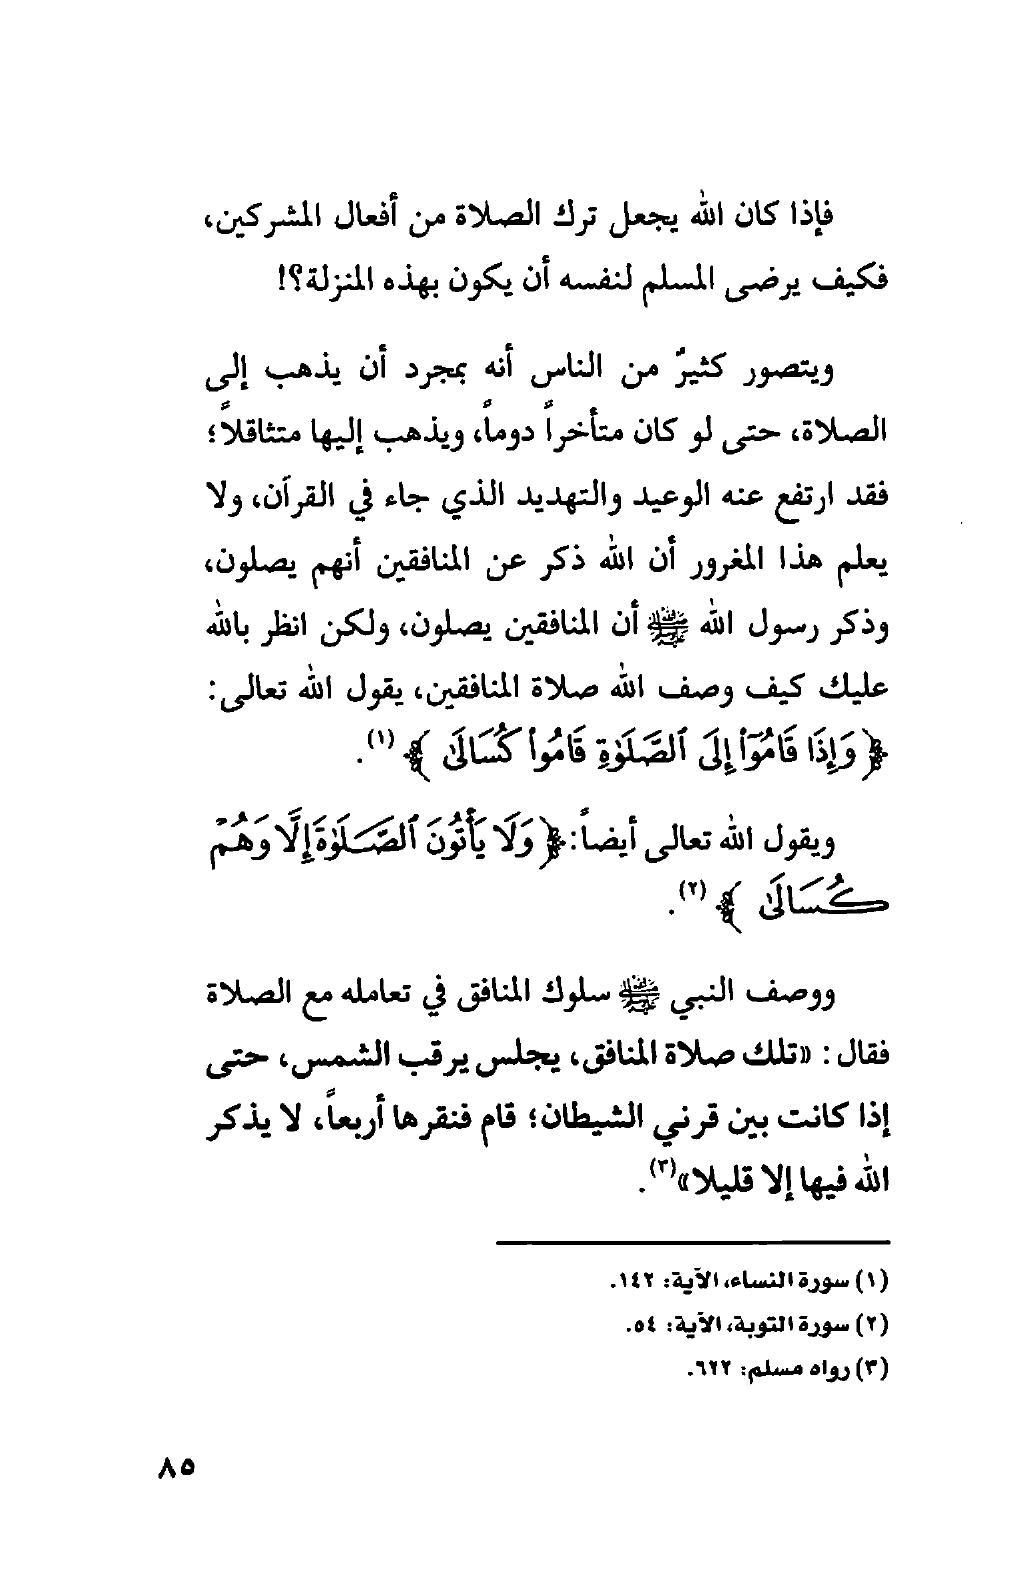 فإذا كان الله يجعل ترك الصلاة من أفعال المشركين،
فكيف يرضى المسلم لنفسه أن يكون بهذه المنزلة؟!
ويتصور كثيرٌ من الناس أنه بمجرد أن يذهب إلى
الصلاة، حتى لو كان متأخراً دوماً، ويذهب إليها متثاقلاً؛
فقد ارتفع عنه الوعيد والتهديد الذي جاء في القرآن، ولا
يعلم هذا المغرور أن الله ذكر عن المنافقين أنهم يصلون،
وذكر رسول الله ﷺ أن المنافقين يصلون، ولكن انظر بالله
عليك كيف وصف الله صلاة المنافقين، يقول الله تعالى:
﴿ وَإِذَا قَامُوٓا۟ إِلَى ٱلصَّلَوٰةِ قَامُوا۟ كُسَالَىٰ ﴾(١).
ويقول الله تعالى أيضاً: ﴿ وَلَا يَأْتُونَ ٱلصَّلَوٰةَ إِلَّا وَهُمْ
كُسَالَىٰ ﴾(٢).
ووصف النبي ﷺ سلوك المنافق في تعامله مع الصلاة
فقال : «تلك صلاة المنافق، يجلس يرقب الشمس، حتى
إذا كانت بين قرني الشيطان؛ قام فنقرها أربعاً، لا يذكر
الله فيها إلا قليلا»(٣).
(١) سورة النساء، الآية: ١٤٢.
(٢) سورة التوبة، الآية: ٥٤.
(٣) رواه مسلم: ٦٢٢.
٨٥